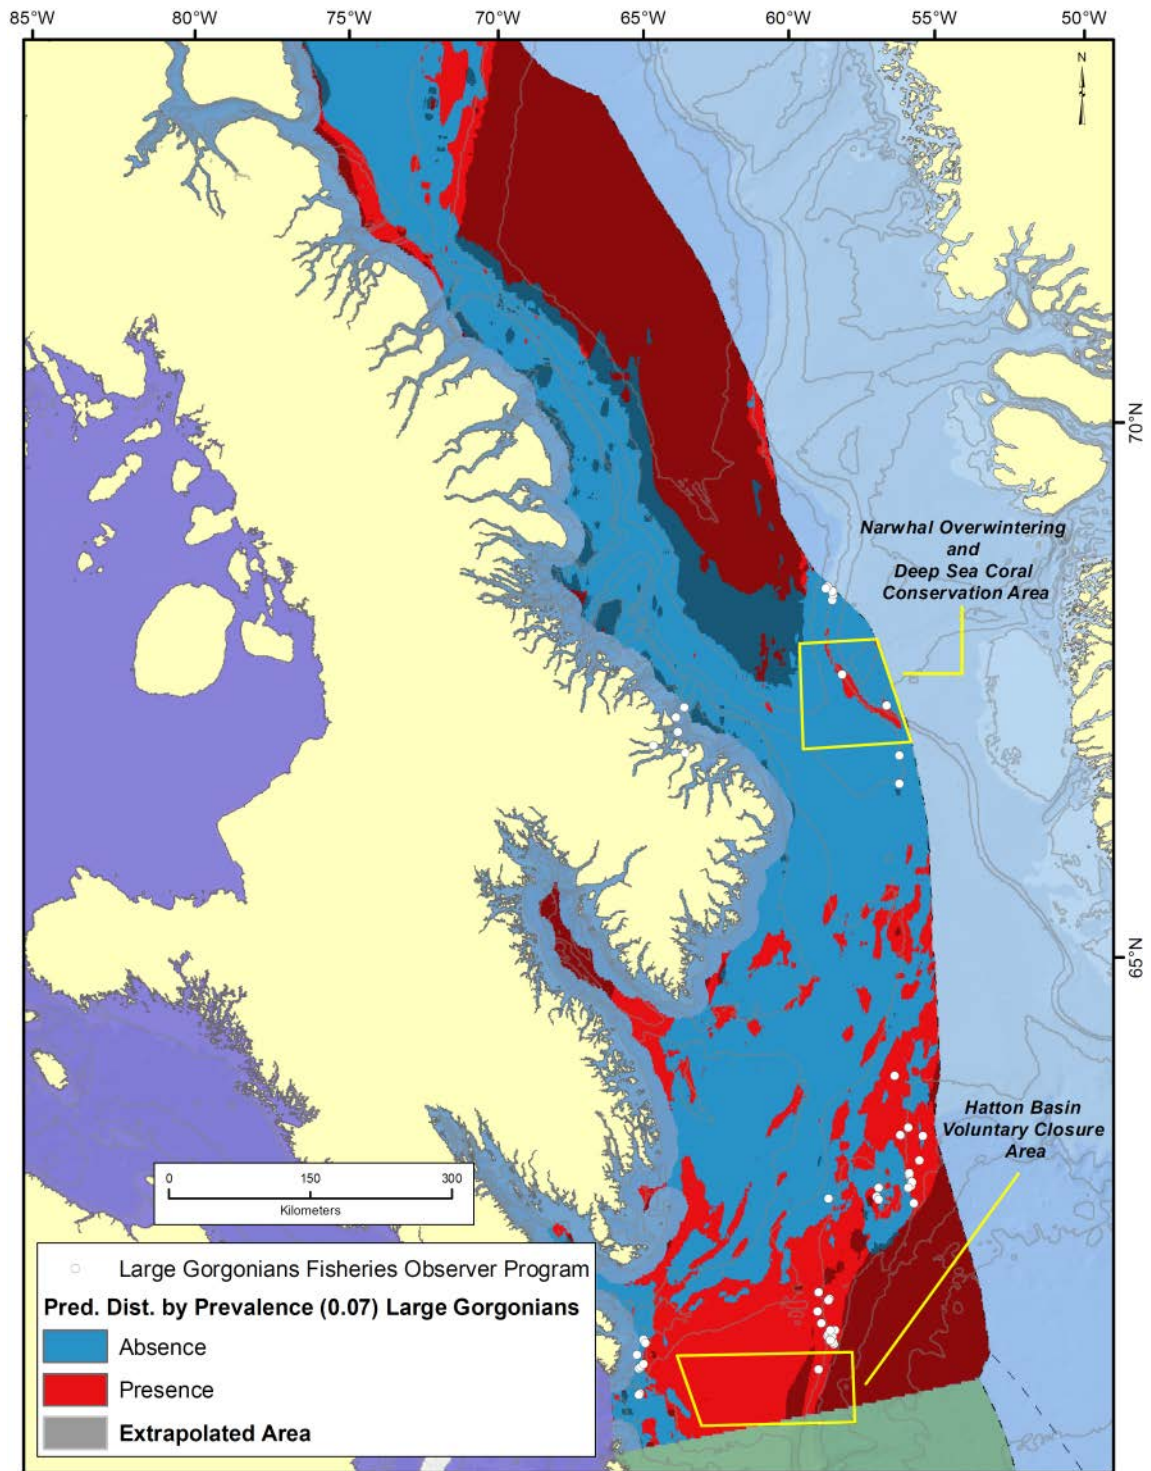 85°W 80°W 75°W 70°W 65°W 60°W 55°W 50°W
N
70°N
Narwhal Overwintering
and
Deep Sea Coral
Conservation Area
65°N
Hatton Basin
Voluntary Closure
Area
0 150 300
Kilometers
Large Gorgonians Fisheries Observer Program
Pred. Dist. by Prevalence (0.07) Large Gorgonians
Absence
Presence
Extrapolated Area